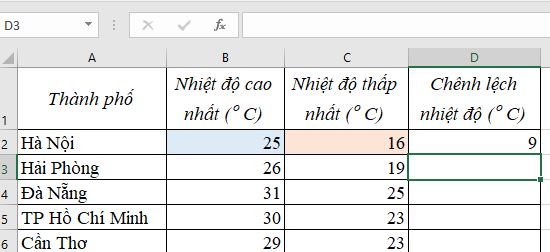 D3 fx
A B C D
1 Thành phố Nhiệt độ cao nhất (° C) Nhiệt độ thấp nhất (° C) Chênh lệch nhiệt độ (° C)
2 Hà Nội 25 16 9
3 Hải Phòng 26 19
4 Đà Nẵng 31 25
5 TP Hồ Chí Minh 30 23
6 Cần Thơ 29 23